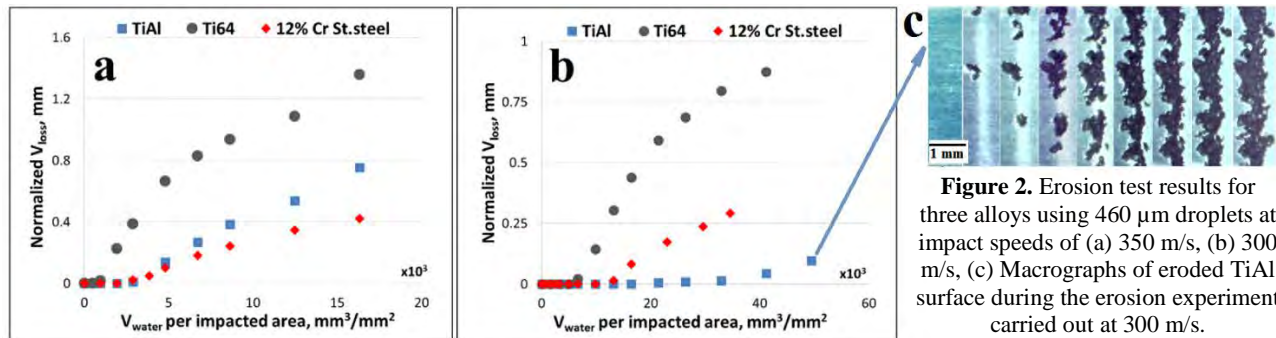 TiAl Ti64 12% Cr St.steel
a
Normalized Vloss, mm
1.6
1.2
0.8
0.4
0
0 5 10 15 20
x10³
Vwater per impacted area, mm³/mm²
TiAl Ti64 12% Cr St.steel
b
Normalized Vloss, mm
1
0.75
0.5
0.25
0
0 20 40 60
x10³
Vwater per impacted area, mm³/mm²
c
1 mm
Figure 2. Erosion test results for
three alloys using 460 µm droplets at
impact speeds of (a) 350 m/s, (b) 300
m/s, (c) Macrographs of eroded TiAl
surface during the erosion experiment
carried out at 300 m/s.